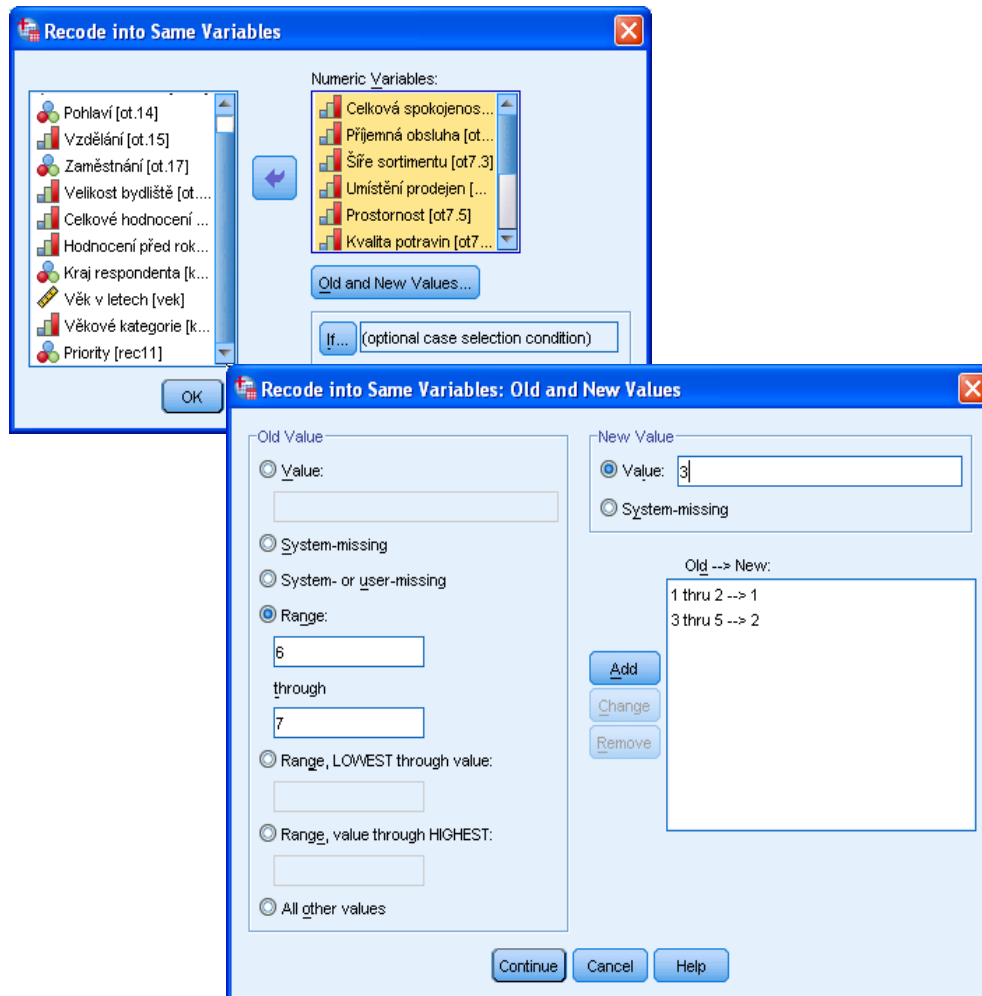 Recode into Same Variables
Numeric Variables:
Pohlaví [ot.14]
Vzdělání [ot.15]
Zaměstnání [ot.17]
Velikost bydliště [ot....
Celkové hodnocení ...
Hodnocení před rok...
Kraj respondenta [k...
Věk v letech [vek]
Věkové kategorie [k...
Priority [rec11]
Celková spokojenos...
Příjemná obsluha [ot...
Šíře sortimentu [ot7.3]
Umístění prodejen [...
Prostornost [ot7.5]
Kvalita potravin [ot7...
Old and New Values...
If... (optional case selection condition)
OK
Recode into Same Variables: Old and New Values
Old Value
Value:
System-missing
System- or user-missing
Range:
6
through
7
Range, LOWEST through value:
Range, value through HIGHEST:
All other values
New Value
Value: 3
System-missing
Old --> New:
1 thru 2 --> 1
3 thru 5 --> 2
Add
Change
Remove
Continue Cancel Help